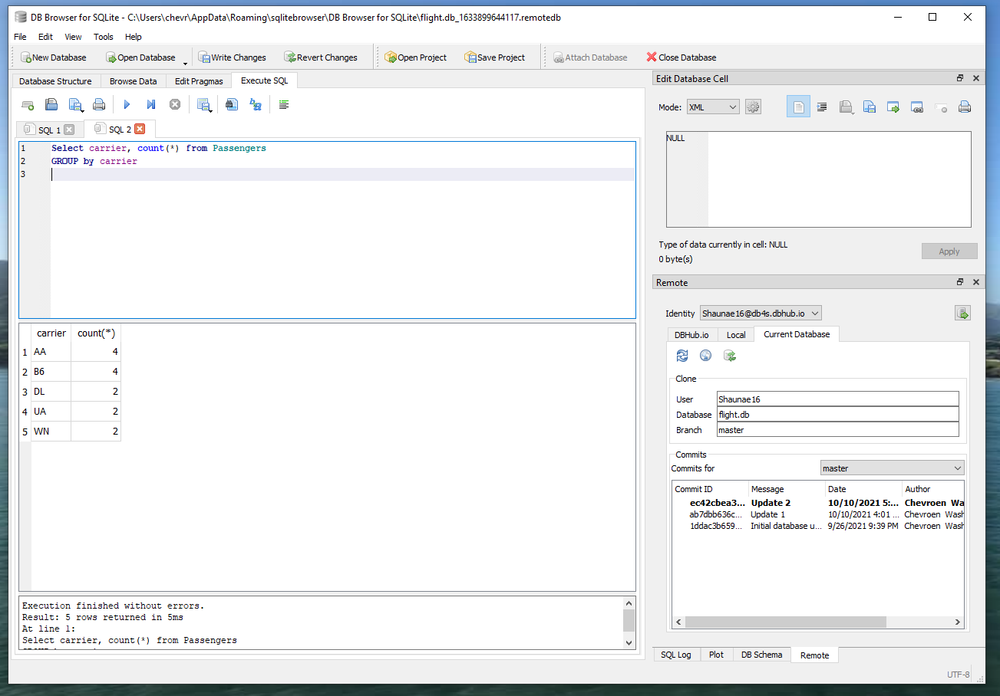 DB Browser for SQLite - C:\Users\chevr\AppData\Roaming\sqlitebrowser\DB Browser for SQLite\flight.db_1633899644117.remotedb
File Edit View Tools Help
New Database Open Database Write Changes Revert Changes Open Project Save Project Attach Database Close Database
Database Structure Browse Data Edit Pragmas Execute SQL
SQL 1 SQL 2
1 Select carrier, count(*) from Passengers
2 GROUP by carrier
3
carrier count(*)
1 AA 4
2 B6 4
3 DL 2
4 UA 2
5 WN 2
Execution finished without errors.
Result: 5 rows returned in 5ms
At line 1:
Select carrier, count(*) from Passengers
Edit Database Cell
Mode: XML
NULL
Type of data currently in cell: NULL
0 byte(s)
Apply
Remote
Identity Shaunae16@db4s.dbhub.io
DBHub.io Local Current Database
Clone
User Shaunae16
Database flight.db
Branch master
Commits
Commits for master
Commit ID Message Date Author
ec42cbea3... Update 2 10/10/2021 5:... Chevroen Wa
ab7dbb636c... Update 1 10/10/2021 4:01 ... Chevroen Wash
1ddac3b659... Initial database u... 9/26/2021 9:39 PM Chevroen Wash
SQL Log Plot DB Schema Remote
UTF-8